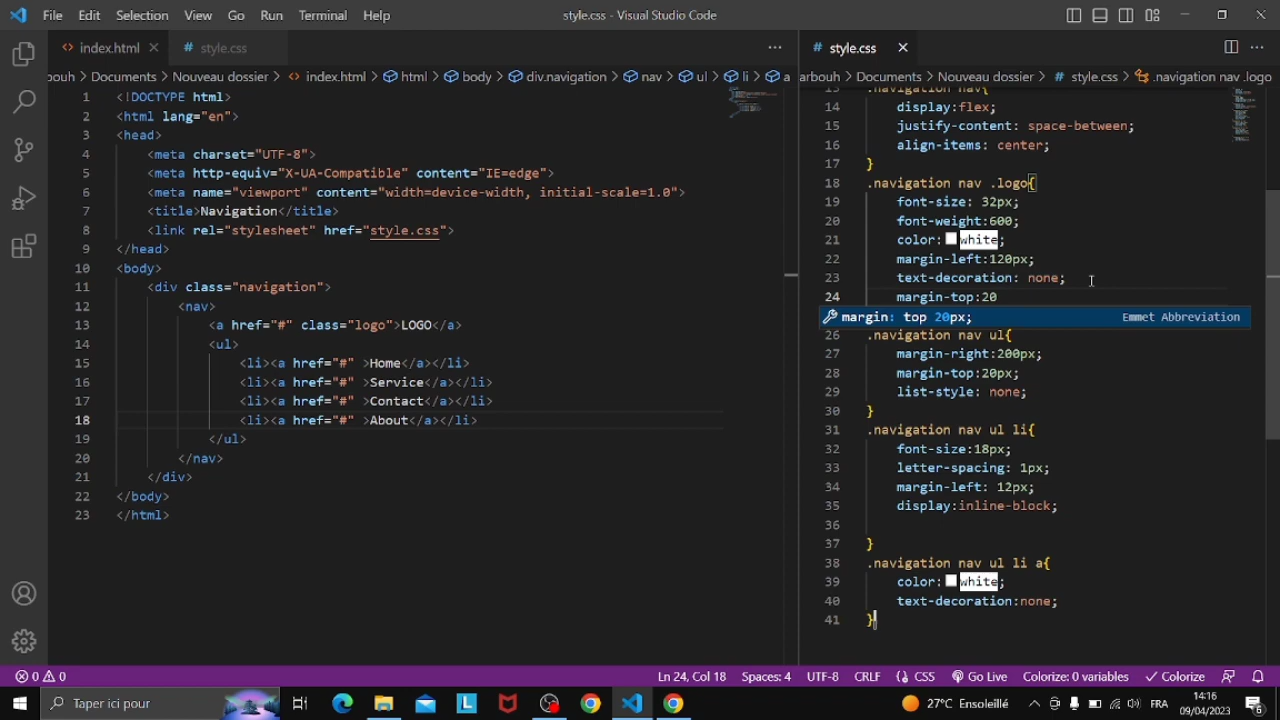 File Edit Selection View Go Run Terminal Help style.css - Visual Studio Code
index.html style.css
bouh > Documents > Nouveau dossier > index.html > html > body > div.navigation > nav > ul > li > a
1 <!DOCTYPE html>
2 <html lang="en">
3 <head>
4 <meta charset="UTF-8">
5 <meta http-equiv="X-UA-Compatible" content="IE=edge">
6 <meta name="viewport" content="width=device-width, initial-scale=1.0">
7 <title>Navigation</title>
8 <link rel="stylesheet" href="style.css">
9 </head>
10 <body>
11 <div class="navigation">
12 <nav>
13 <a href="#" class="logo">LOGO</a>
14 <ul>
15 <li><a href="#" >Home</a></li>
16 <li><a href="#" >Service</a></li>
17 <li><a href="#" >Contact</a></li>
18 <li><a href="#" >About</a></li>
19 </ul>
20 </nav>
21 </div>
22 </body>
23 </html>
style.css
arbouh > Documents > Nouveau dossier > style.css > .navigation nav .logo
13 .navigation nav{
14 display:flex;
15 justify-content: space-between;
16 align-items: center;
17 }
18 .navigation nav .logo{
19 font-size: 32px;
20 font-weight:600;
21 color: white;
22 margin-left:120px;
23 text-decoration: none;
24 margin-top:20
margin: top 20px; Emmet Abbreviation
26 .navigation nav ul{
27 margin-right:200px;
28 margin-top:20px;
29 list-style: none;
30 }
31 .navigation nav ul li{
32 font-size:18px;
33 letter-spacing: 1px;
34 margin-left: 12px;
35 display:inline-block;
36
37 }
38 .navigation nav ul li a{
39 color: white;
40 text-decoration:none;
41 }
0 0 Ln 24, Col 18 Spaces: 4 UTF-8 CRLF CSS Go Live Colorize: 0 variables Colorize
Taper ici pour 27°C Ensoleillé FRA 14:16
09/04/2023 6